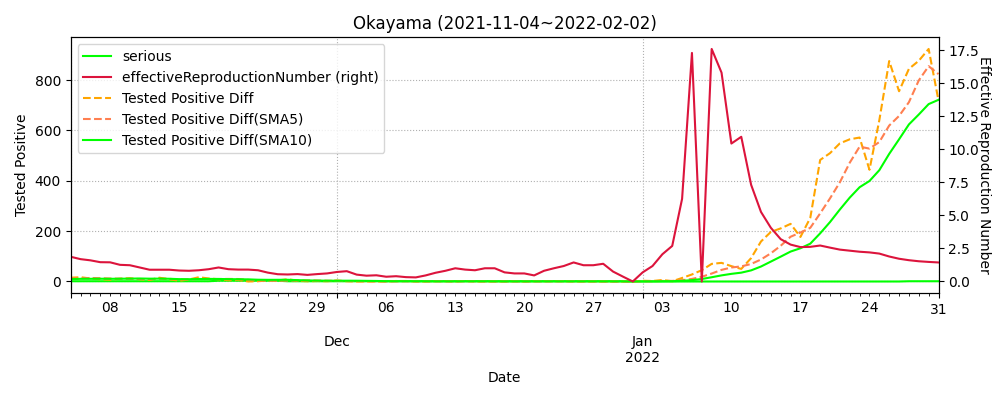 Okayama (2021-11-04~2022-02-02)
serious
effectiveReproductionNumber (right)
Tested Positive Diff
Tested Positive Diff(SMA5)
Tested Positive Diff(SMA10)
Tested Positive
800
600
400
200
0
Effective Reproduction Number
17.5
15.0
12.5
10.0
7.5
5.0
2.5
0.0
08 15 22 29 06 13 20 27 03 10 17 24 31
Dec Jan
2022
Date